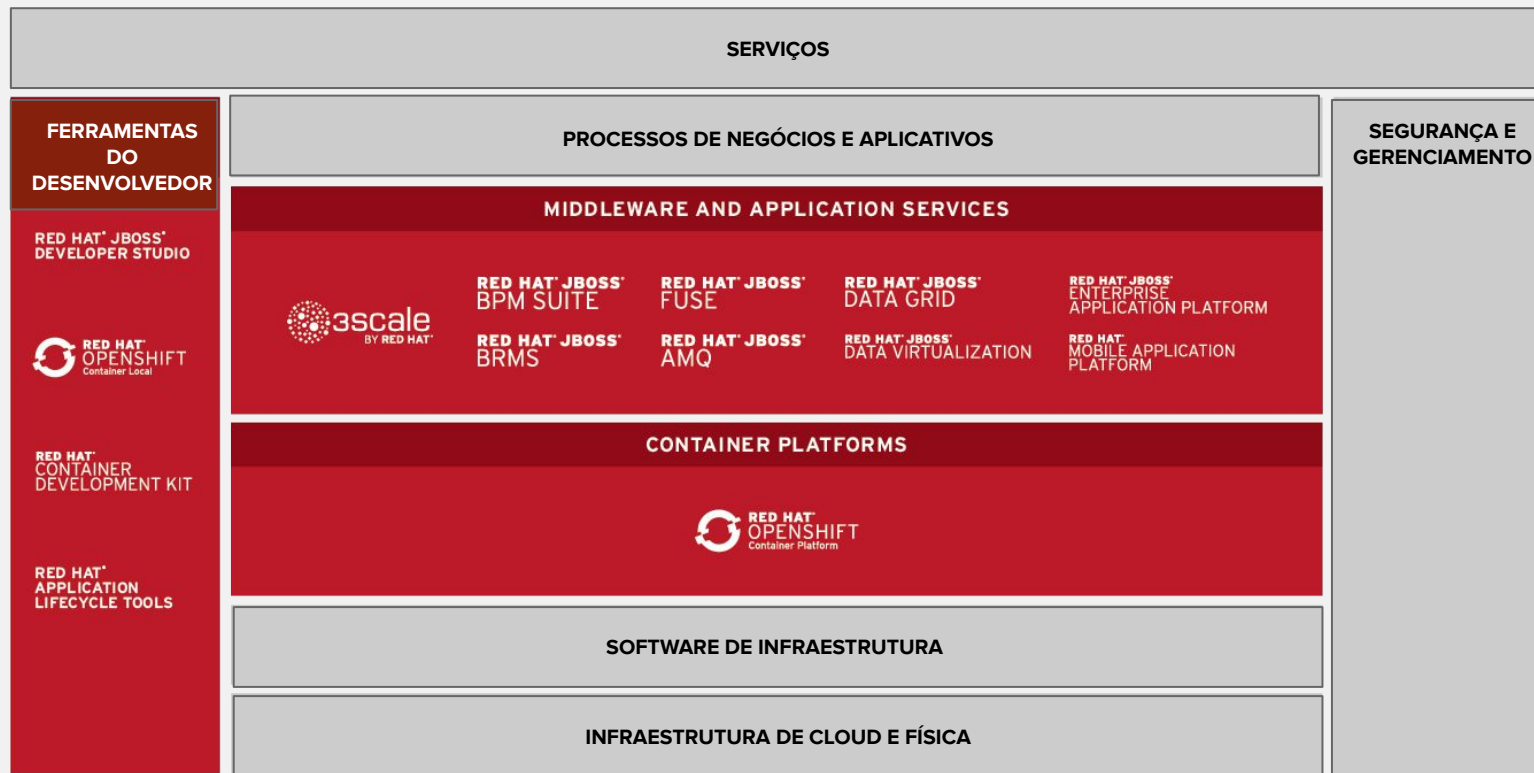 SERVIÇOS
FERRAMENTAS
DO
DESENVOLVEDOR
RED HAT® JBOSS®
DEVELOPER STUDIO
RED HAT®
OPENSHIFT
Container Local
RED HAT®
CONTAINER
DEVELOPMENT KIT
RED HAT®
APPLICATION
LIFECYCLE TOOLS
PROCESSOS DE NEGÓCIOS E APLICATIVOS
MIDDLEWARE AND APPLICATION SERVICES
3scale
BY RED HAT®
RED HAT® JBOSS®
BPM SUITE
RED HAT® JBOSS®
FUSE
RED HAT® JBOSS®
DATA GRID
RED HAT® JBOSS®
ENTERPRISE
APPLICATION PLATFORM
RED HAT® JBOSS®
BRMS
RED HAT® JBOSS®
AMQ
RED HAT® JBOSS®
DATA VIRTUALIZATION
RED HAT®
MOBILE APPLICATION
PLATFORM
CONTAINER PLATFORMS
RED HAT®
OPENSHIFT
Container Platform
SOFTWARE DE INFRAESTRUTURA
INFRAESTRUTURA DE CLOUD E FÍSICA
SEGURANÇA E
GERENCIAMENTO